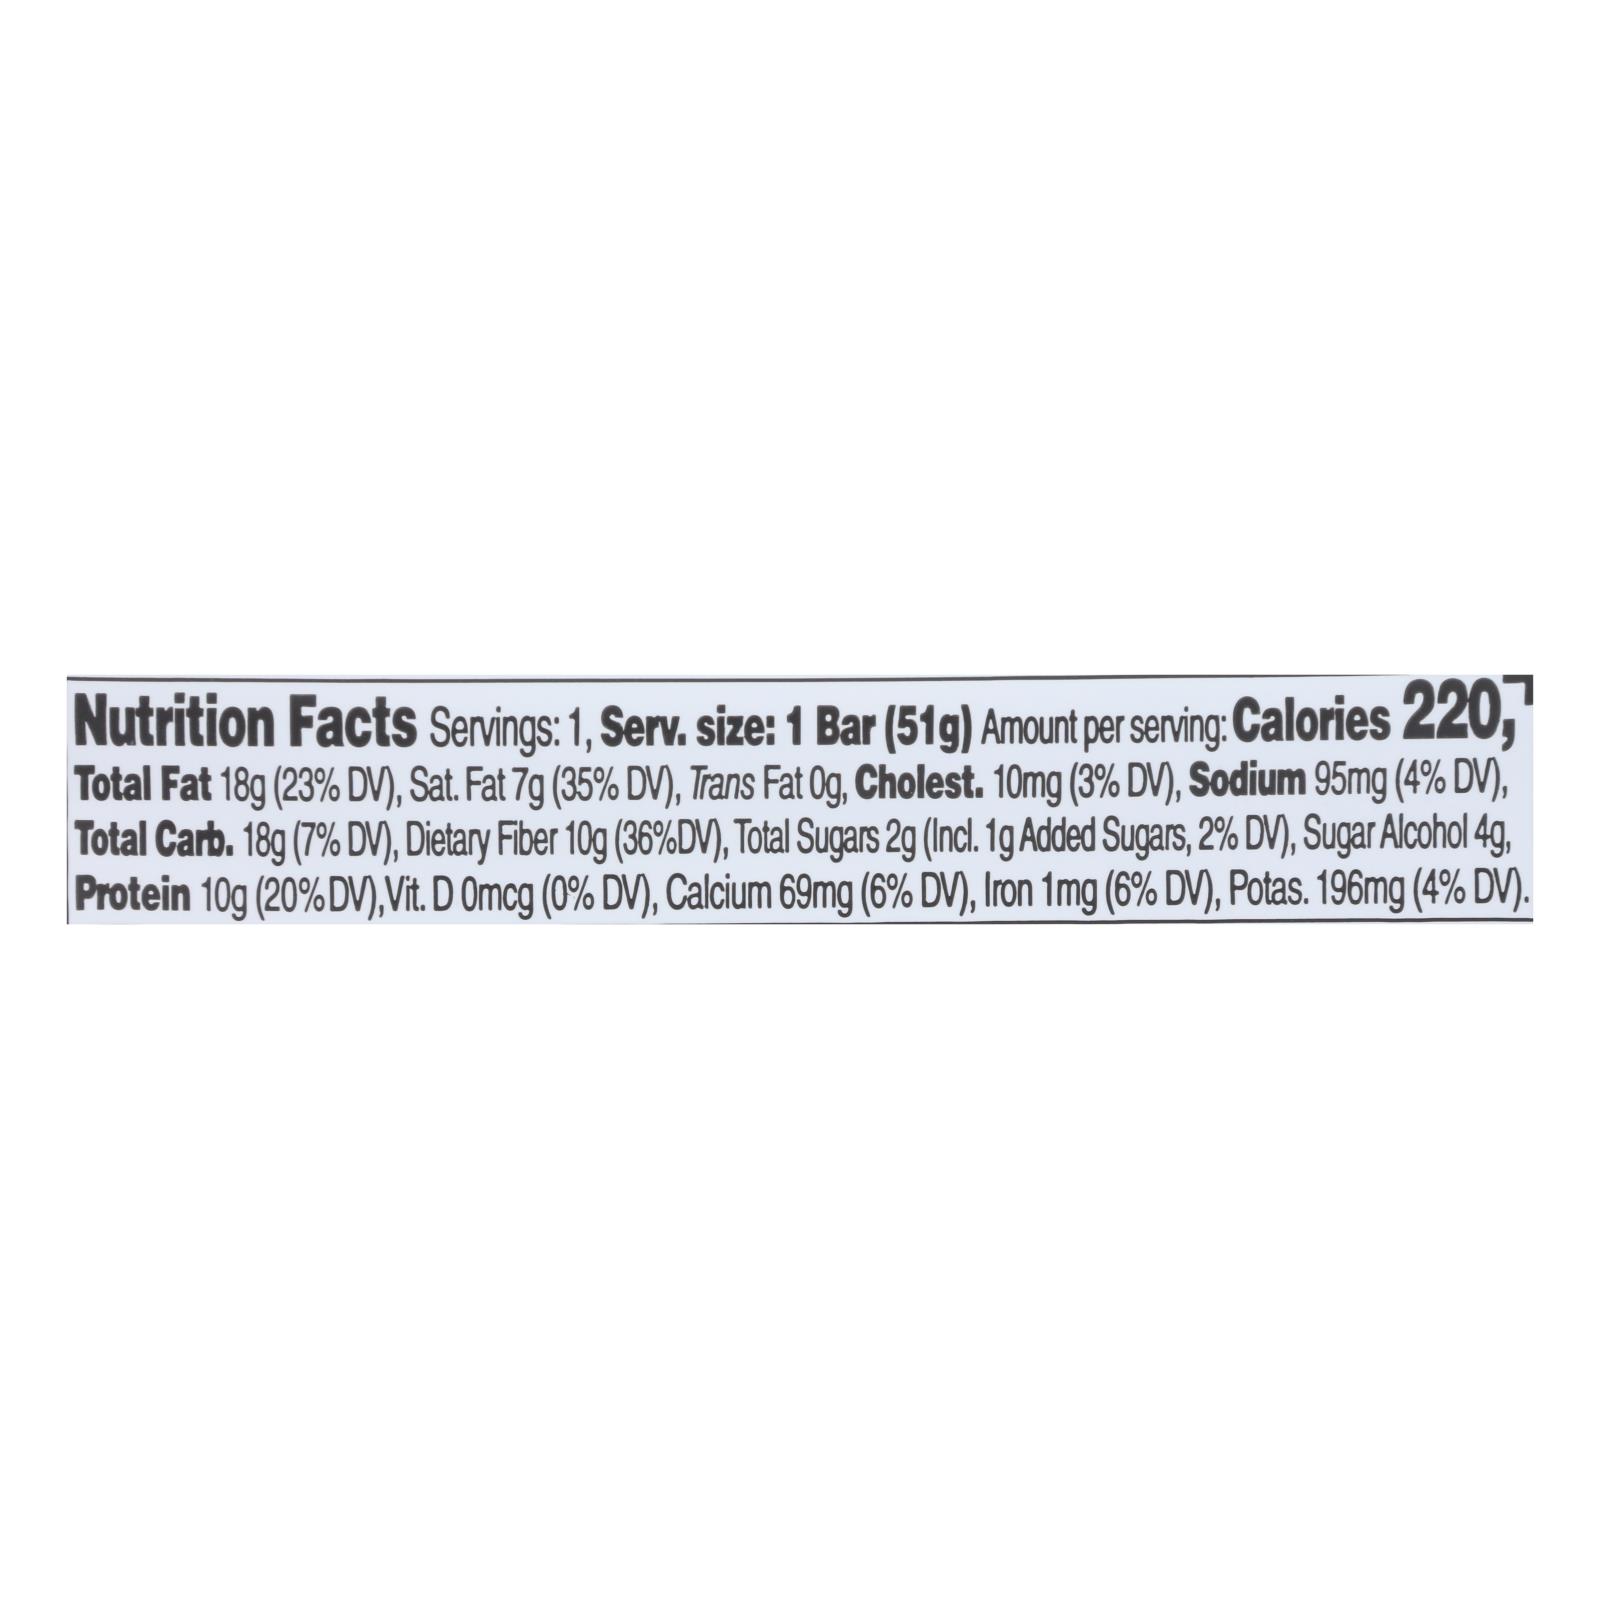 Nutrition Facts Servings: 1, Serv. size: 1 Bar (51g) Amount per serving: Calories 220,
Total Fat 18g (23% DV), Sat. Fat 7g (35% DV), Trans Fat 0g, Cholest. 10mg (3% DV), Sodium 95mg (4% DV),
Total Carb. 18g (7% DV), Dietary Fiber 10g (36%DV), Total Sugars 2g (Incl. 1g Added Sugars, 2% DV), Sugar Alcohol 4g,
Protein 10g (20% DV), Vit. D 0mcg (0% DV), Calcium 69mg (6% DV), Iron 1mg (6% DV), Potas. 196mg (4% DV).